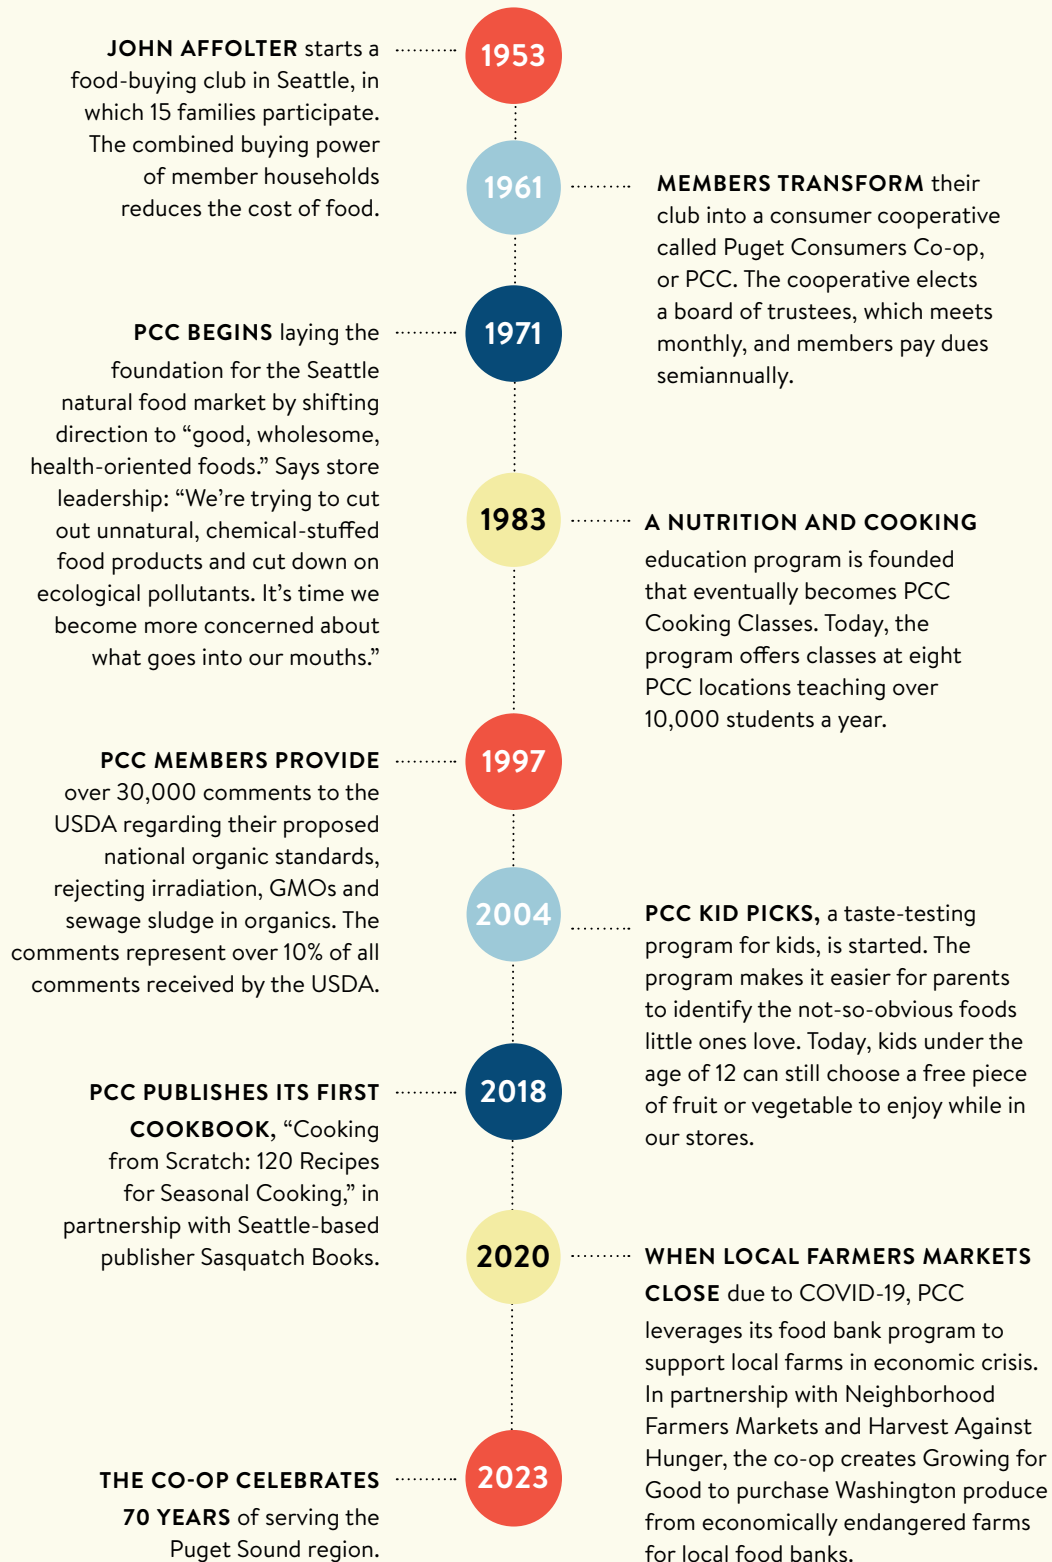 1953
JOHN AFFOLTER starts a
food-buying club in Seattle, in
which 15 families participate.
The combined buying power
of member households
reduces the cost of food.
1961
MEMBERS TRANSFORM their
club into a consumer cooperative
called Puget Consumers Co-op,
or PCC. The cooperative elects
a board of trustees, which meets
monthly, and members pay dues
semiannually.
1971
PCC BEGINS laying the
foundation for the Seattle
natural food market by shifting
direction to “good, wholesome,
health-oriented foods.” Says store
leadership: “We’re trying to cut
out unnatural, chemical-stuffed
food products and cut down on
ecological pollutants. It’s time we
become more concerned about
what goes into our mouths.”
1983
A NUTRITION AND COOKING
education program is founded
that eventually becomes PCC
Cooking Classes. Today, the
program offers classes at eight
PCC locations teaching over
10,000 students a year.
1997
PCC MEMBERS PROVIDE
over 30,000 comments to the
USDA regarding their proposed
national organic standards,
rejecting irradiation, GMOs and
sewage sludge in organics. The
comments represent over 10% of all
comments received by the USDA.
2004
PCC KID PICKS, a taste-testing
program for kids, is started. The
program makes it easier for parents
to identify the not-so-obvious foods
little ones love. Today, kids under the
age of 12 can still choose a free piece
of fruit or vegetable to enjoy while in
our stores.
2018
PCC PUBLISHES ITS FIRST
COOKBOOK, “Cooking
from Scratch: 120 Recipes
for Seasonal Cooking,” in
partnership with Seattle-based
publisher Sasquatch Books.
2020
WHEN LOCAL FARMERS MARKETS
CLOSE due to COVID-19, PCC
leverages its food bank program to
support local farms in economic crisis.
In partnership with Neighborhood
Farmers Markets and Harvest Against
Hunger, the co-op creates Growing for
Good to purchase Washington produce
from economically endangered farms
for local food banks.
2023
THE CO-OP CELEBRATES
70 YEARS of serving the
Puget Sound region.